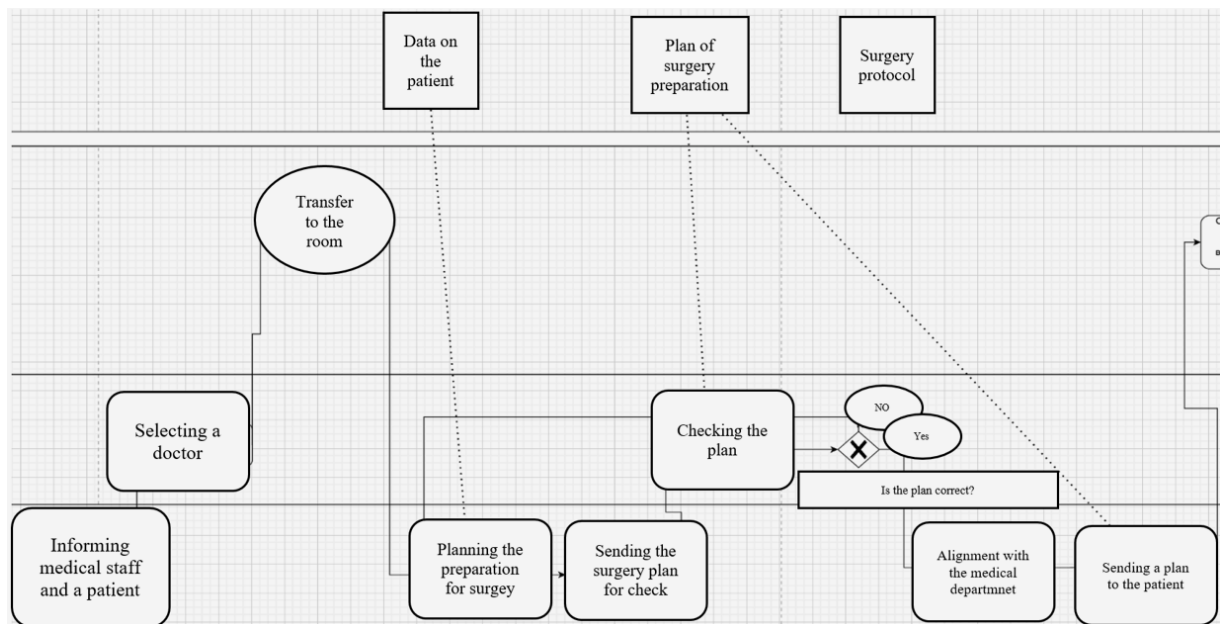 Data on
the
patient
Plan of
surgery
preparation
Surgery
protocol
Transfer
to the
room
Selecting a
doctor
Checking the
plan
NO
Yes
Is the plan correct?
Informing
medical staff
and a patient
Planning the
preparation
for surgey
Sending the
surgery plan
for check
Alignment with
the medical
departmnet
Sending a plan
to the patient